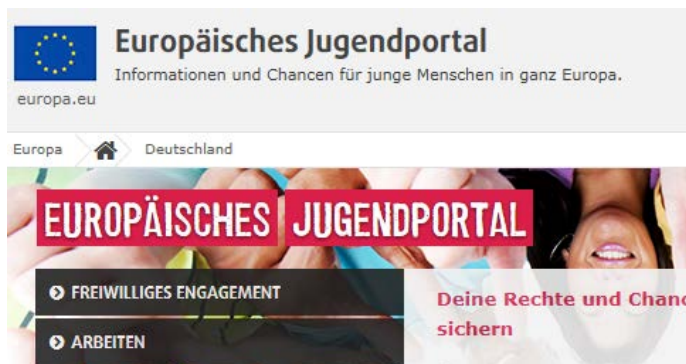 Europäisches Jugendportal
Informationen und Chancen für junge Menschen in ganz Europa.
europa.eu
Europa Deutschland
EUROPÄISCHES JUGENDPORTAL
FREIWILLIGES ENGAGEMENT
ARBEITEN
Deine Rechte und Chanc
sichern